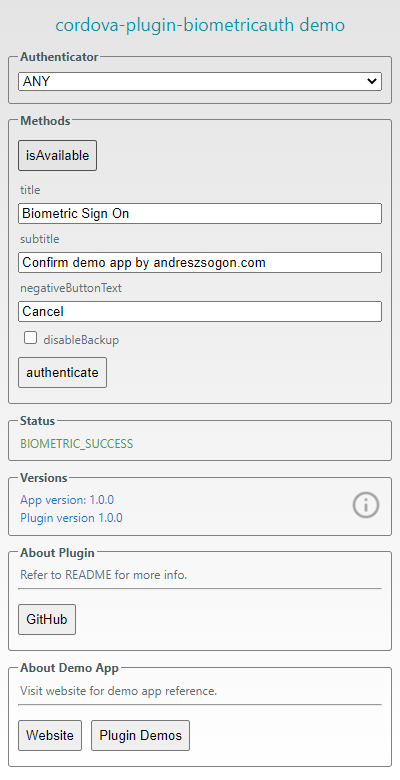 cordova-plugin-biometricauth demo
Authenticator
ANY
Methods
isAvailable
title
Biometric Sign On
subtitle
Confirm demo app by andreszsogon.com
negativeButtonText
Cancel
disableBackup
authenticate
Status
BIOMETRIC_SUCCESS
Versions
App version: 1.0.0
Plugin version 1.0.0
About Plugin
Refer to README for more info.
GitHub
About Demo App
Visit website for demo app reference.
Website Plugin Demos